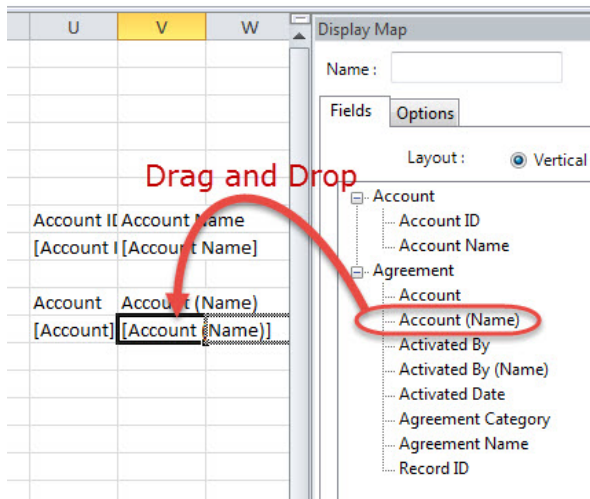 U V W
Display Map
Name :
Fields Options
Layout : Vertical
Drag and Drop
Account
Account ID
Account Name
Agreement
Account
Account (Name)
Activated By
Activated By (Name)
Activated Date
Agreement Category
Agreement Name
Record ID
Account I Account Name
[Account I [Account Name]
Account Account (Name)
[Account] [Account (Name)]